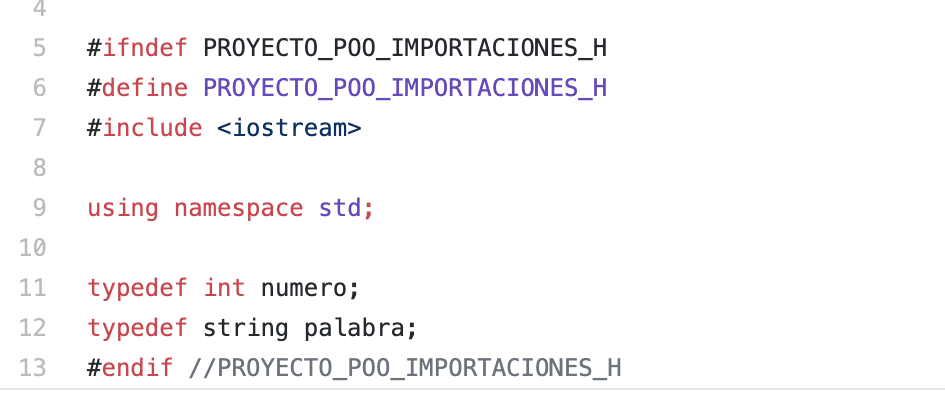 4
5 #ifndef PROYECTO_POO_IMPORTACIONES_H
6 #define PROYECTO_POO_IMPORTACIONES_H
7 #include <iostream>
8
9 using namespace std;
10
11 typedef int numero;
12 typedef string palabra;
13 #endif //PROYECTO_POO_IMPORTACIONES_H